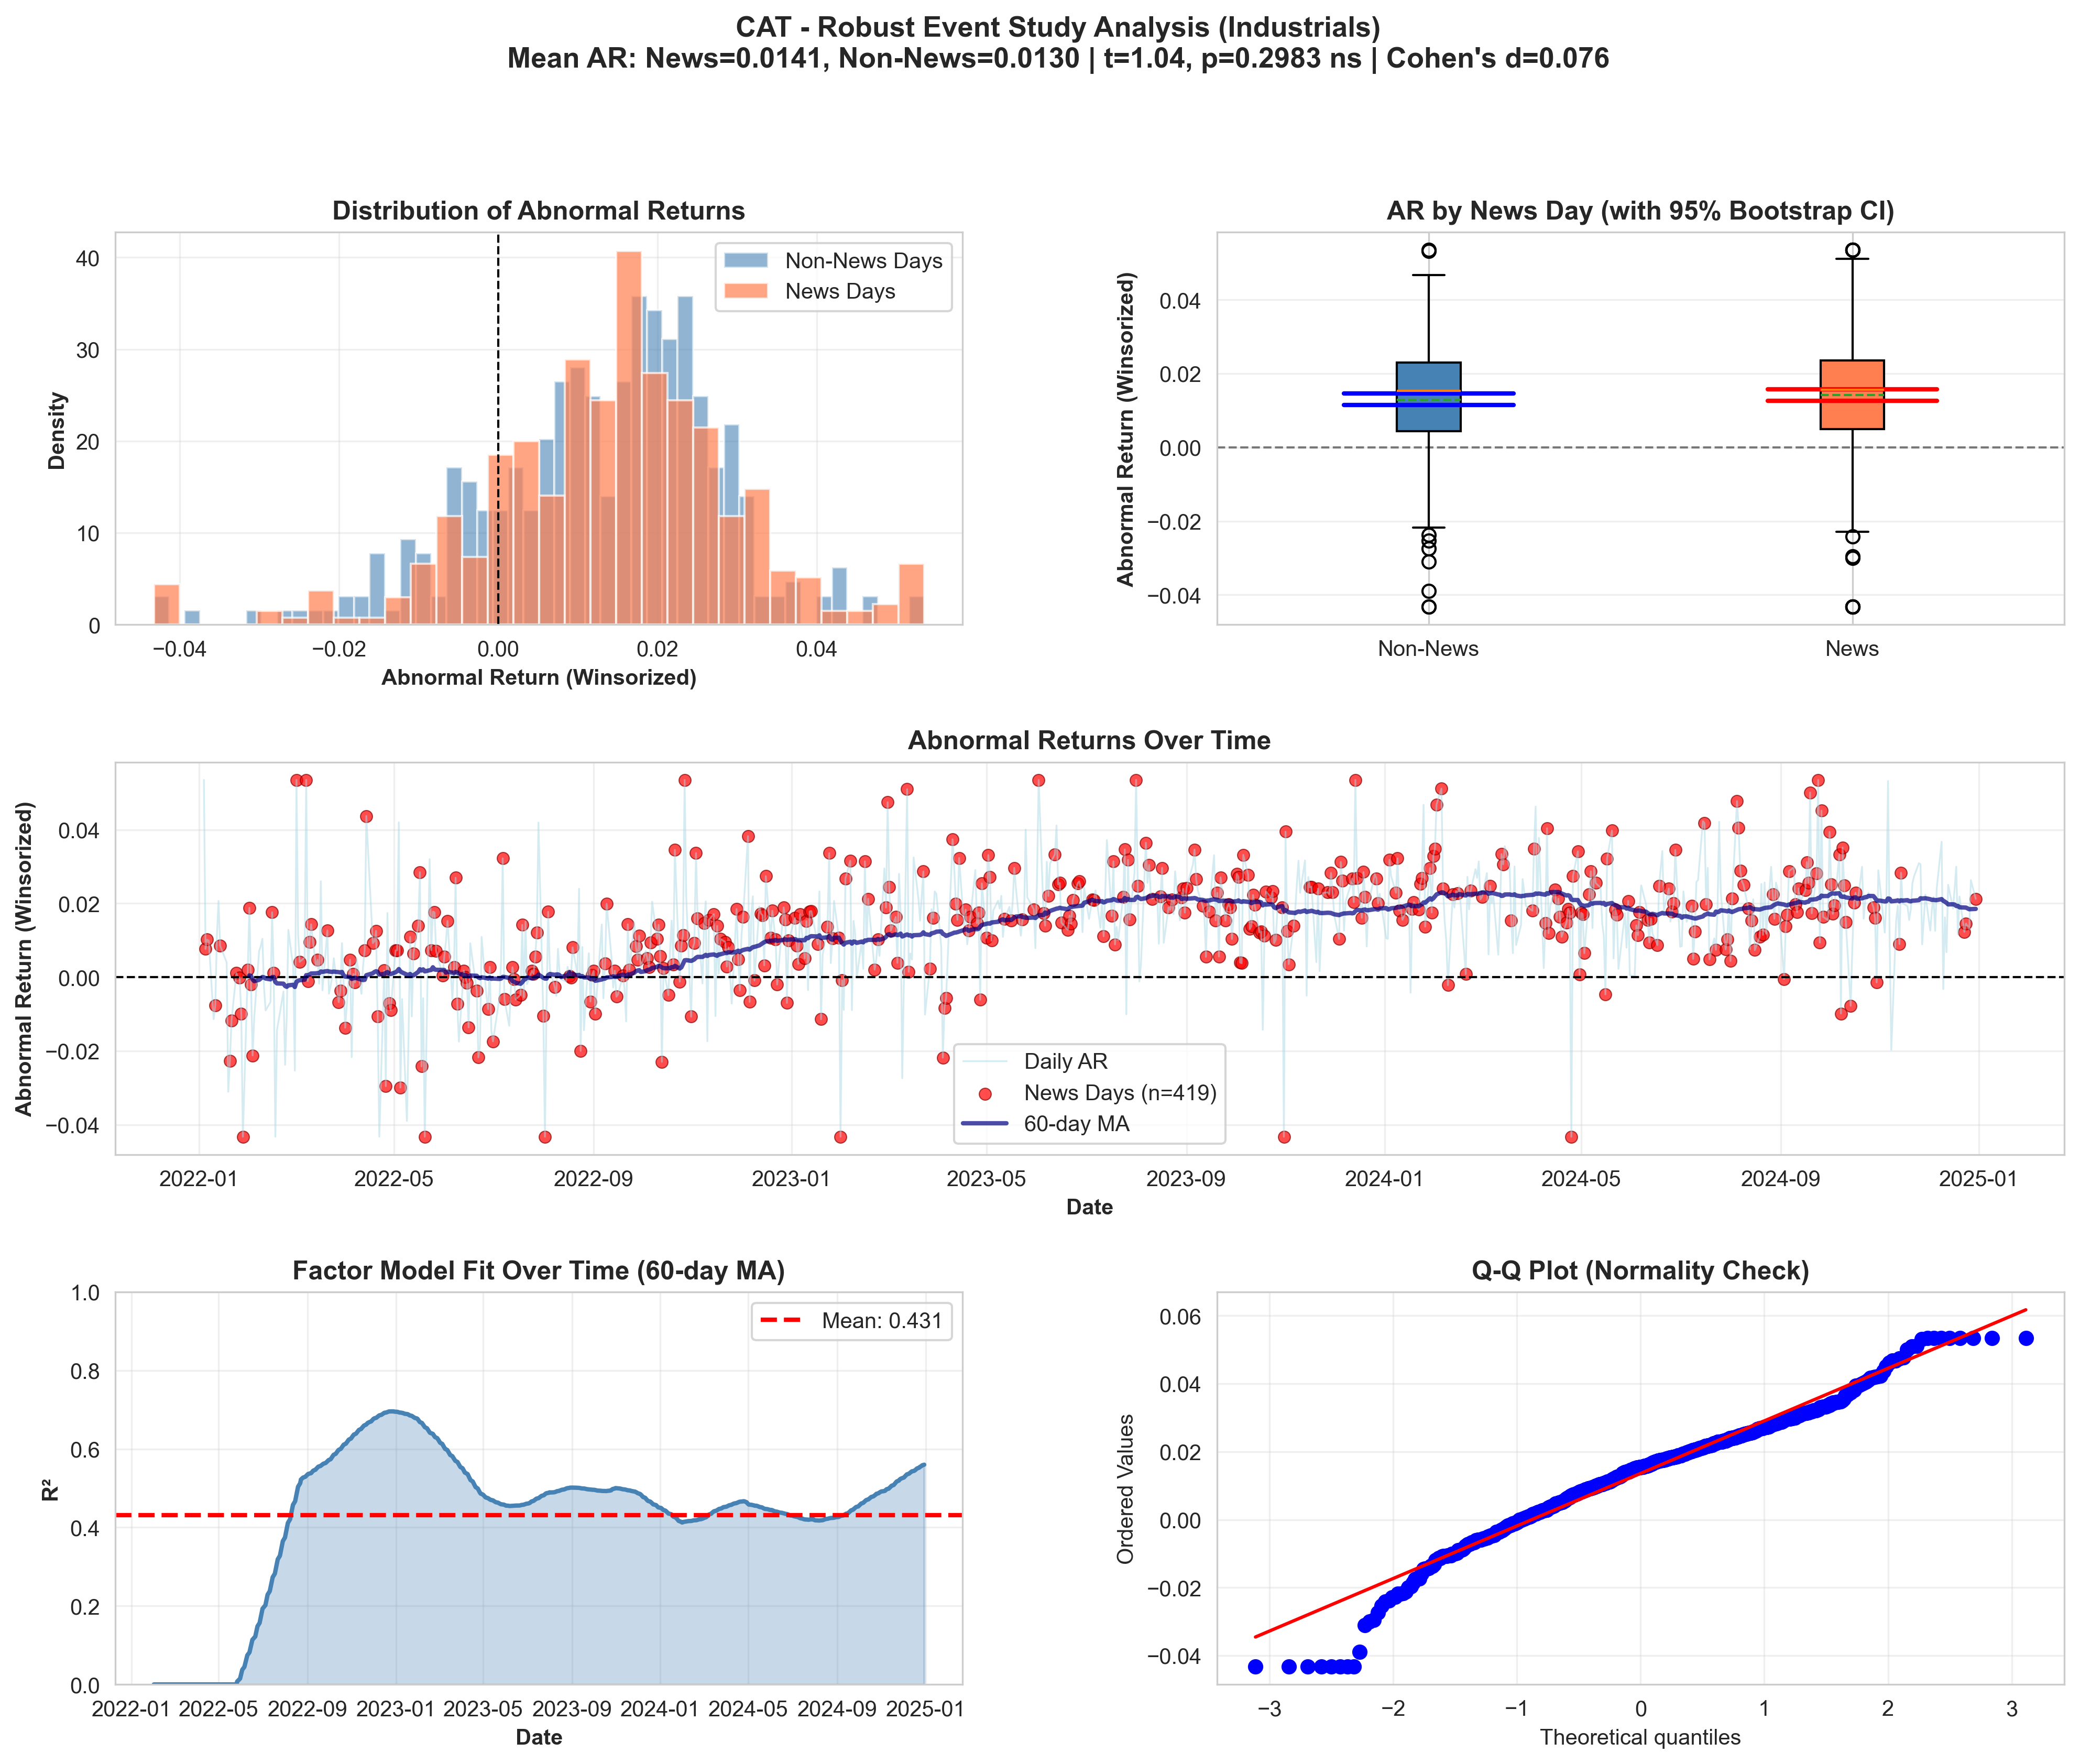 CAT - Robust Event Study Analysis (Industrials)
Mean AR: News=0.0141, Non-News=0.0130 | t=1.04, p=0.2983 ns | Cohen's d=0.076
Distribution of Abnormal Returns
Density
40
30
20
10
0
Non-News Days
News Days
−0.04
−0.02
0.00
0.02
0.04
Abnormal Return (Winsorized)
AR by News Day (with 95% Bootstrap CI)
Abnormal Return (Winsorized)
0.04
0.02
0.00
−0.02
−0.04
Non-News
News
Abnormal Returns Over Time
Abnormal Return (Winsorized)
0.04
0.02
0.00
−0.02
−0.04
Daily AR
News Days (n=419)
60-day MA
2022-01
2022-05
2022-09
2023-01
2023-05
2023-09
2024-01
2024-05
2024-09
2025-01
Date
Factor Model Fit Over Time (60-day MA)
R²
1.0
0.8
0.6
0.4
0.2
0.0
Mean: 0.431
2022-01
2022-05
2022-09
2023-01
2023-05
2023-09
2024-01
2024-05
2024-09
2025-01
Date
Q-Q Plot (Normality Check)
Ordered Values
0.06
0.04
0.02
0.00
−0.02
−0.04
−3
−2
−1
0
1
2
3
Theoretical quantiles